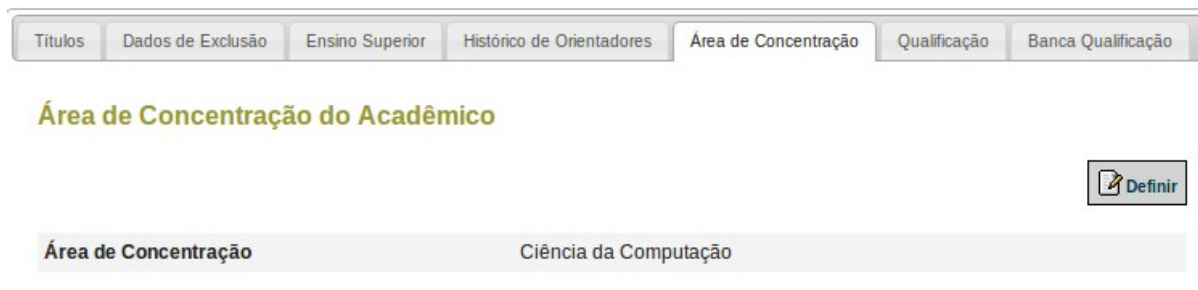 Títulos Dados de Exclusão Ensino Superior Histórico de Orientadores Área de Concentração Qualificação Banca Qualificação
Área de Concentração do Acadêmico
Definir
Área de Concentração Ciência da Computação